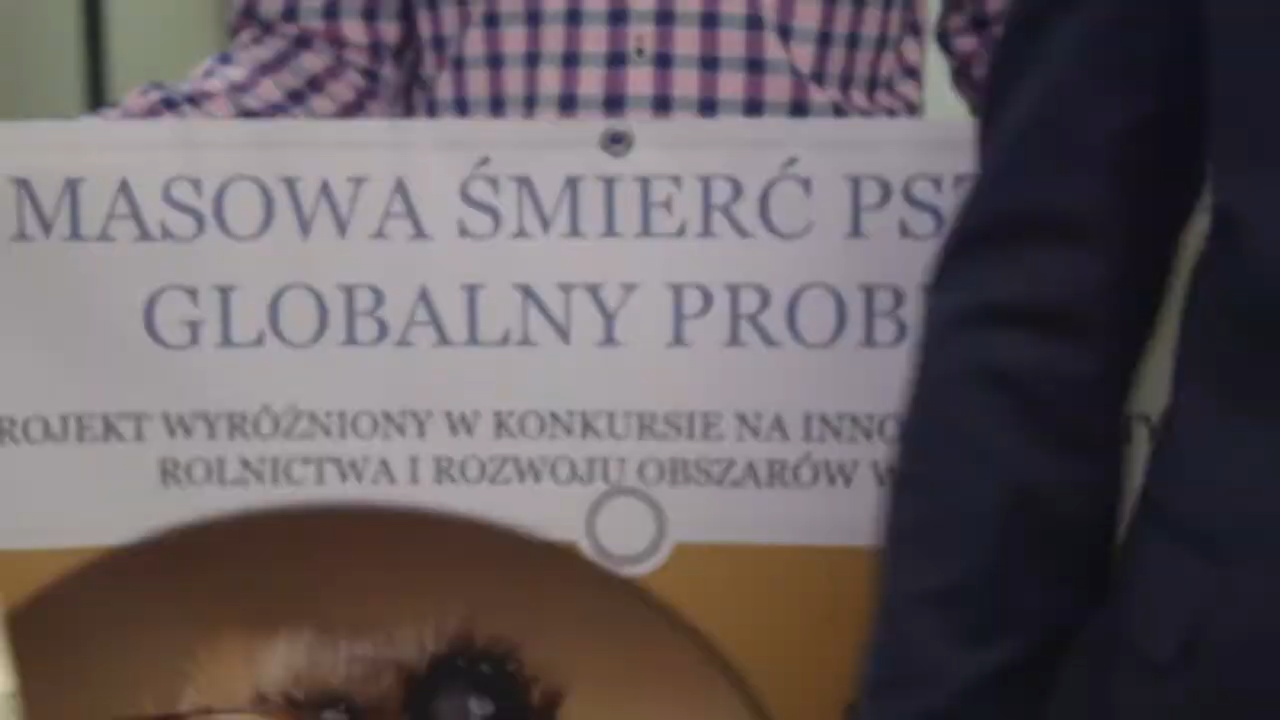 MASOWA ŚMIERĆ
GLOBALNY
WYRÓŻNIONY W KONKURSIE NA
ROLNICTWA I ROZWOJU OBSZARÓW